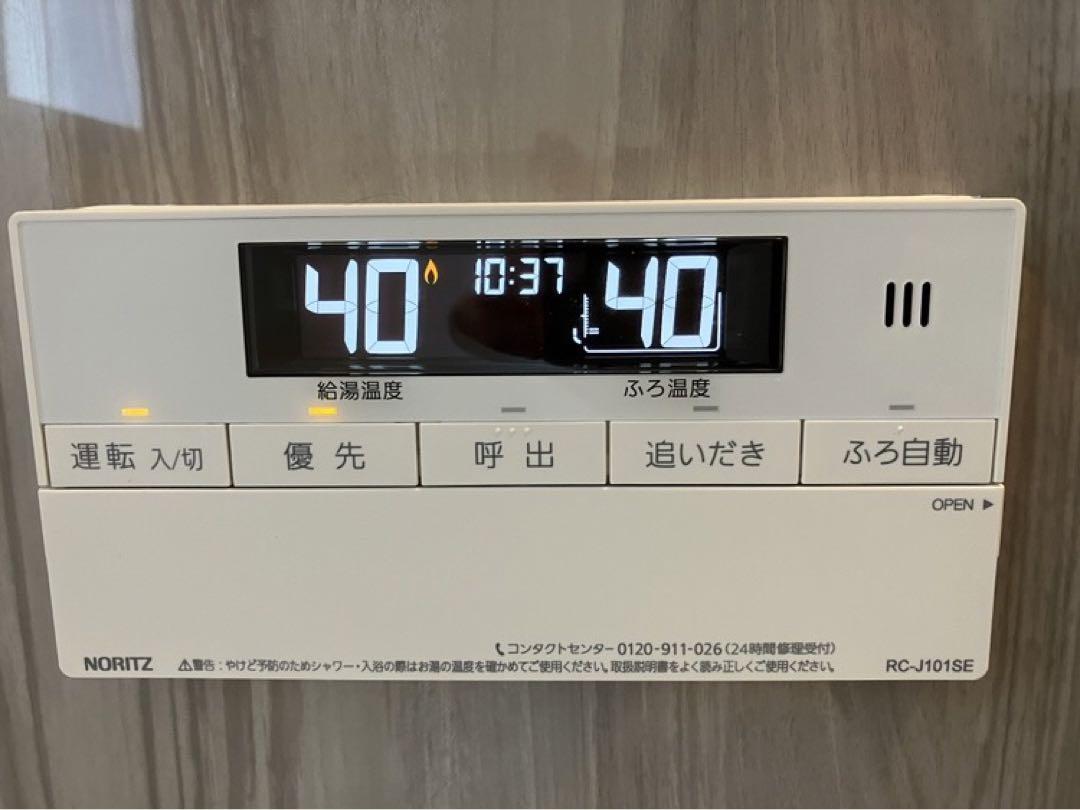 40 10:37 40
給湯温度 ふろ温度
運転 入/切 優先 呼出 追いだき ふろ自動
OPEN ▶
コンタクトセンター 0120-911-026(24時間修理受付)
NORITZ ⚠警告:やけど予防のためシャワー・入浴の際はお湯の温度を確かめてご使用ください。取扱説明書をよく読み正しくご使用ください。 RC-J101SE